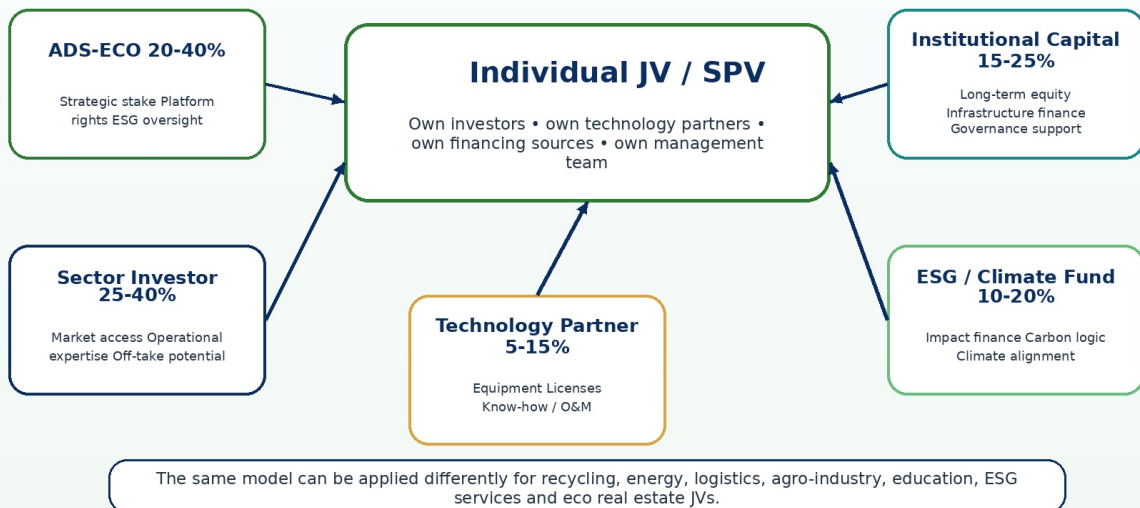 ADS-ECO 20-40%
Strategic stake Platform
rights ESG oversight
Individual JV / SPV
Own investors • own technology partners •
own financing sources • own management
team
Institutional Capital
15-25%
Long-term equity
Infrastructure finance
Governance support
Sector Investor
25-40%
Market access Operational
expertise Off-take potential
Technology Partner
5-15%
Equipment Licenses
Know-how / O&M
ESG / Climate Fund
10-20%
Impact finance Carbon logic
Climate alignment
The same model can be applied differently for recycling, energy, logistics, agro-industry, education, ESG
services and eco real estate JVs.